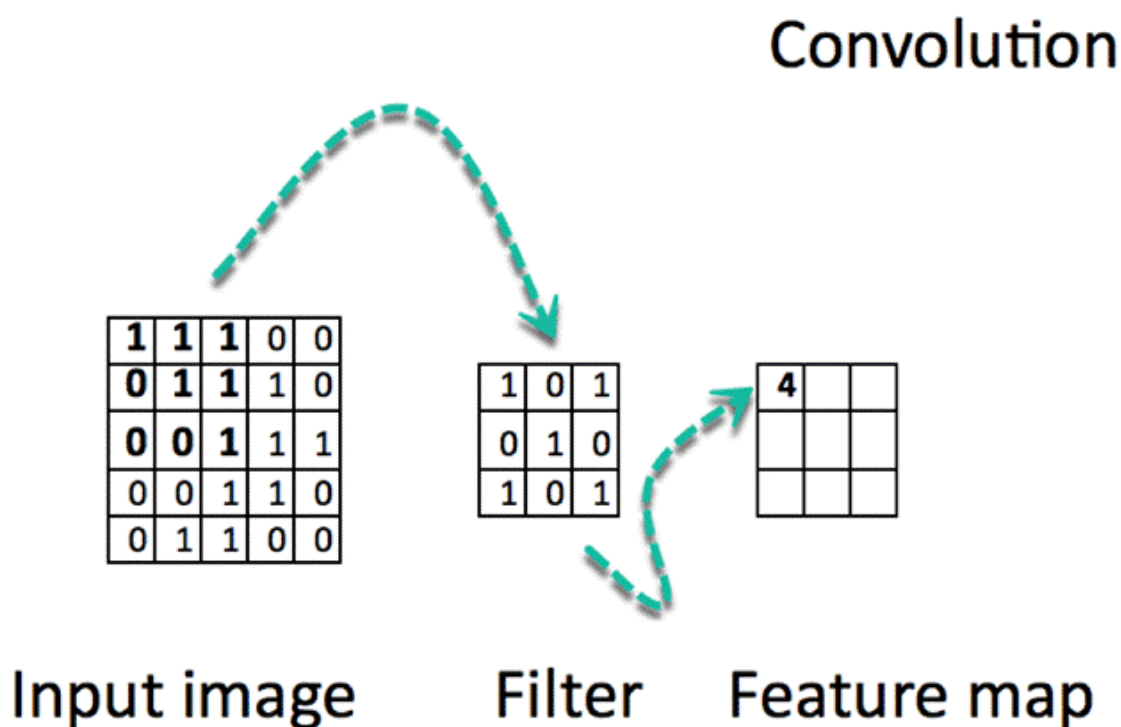 Convolution
1 1 1 0 0
0 1 1 1 0
0 0 1 1 1
0 0 1 1 0
0 1 1 0 0
1 0 1
0 1 0
1 0 1
4
Input image
Filter
Feature map